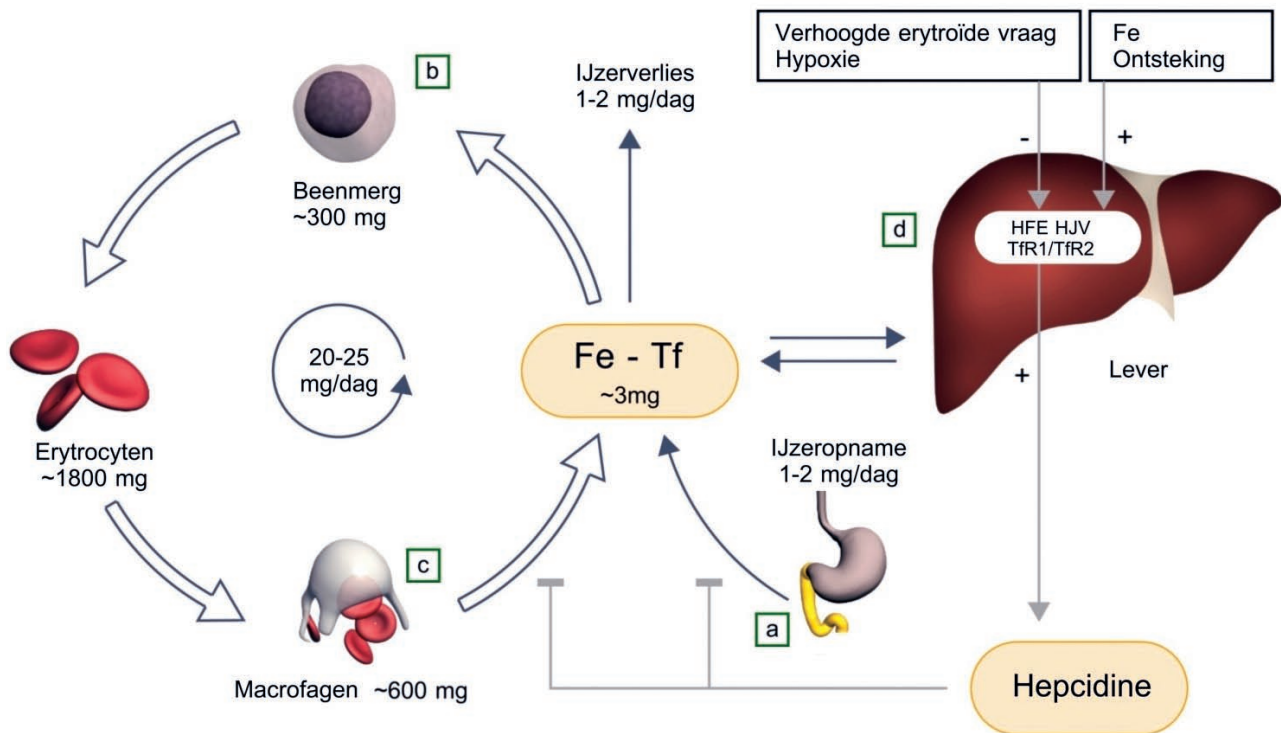 Verhoogde erytroïde vraag
Hypoxie
Fe
Ontsteking
b
IJzerverlies
1-2 mg/dag
-
+
Beenmerg
~300 mg
d
HFE HJV
TfR1/TfR2
20-25
mg/dag
Fe - Tf
~3mg
+
Lever
Erytrocyten
~1800 mg
IJzeropname
1-2 mg/dag
c
a
Macrofagen ~600 mg
Hepcidine